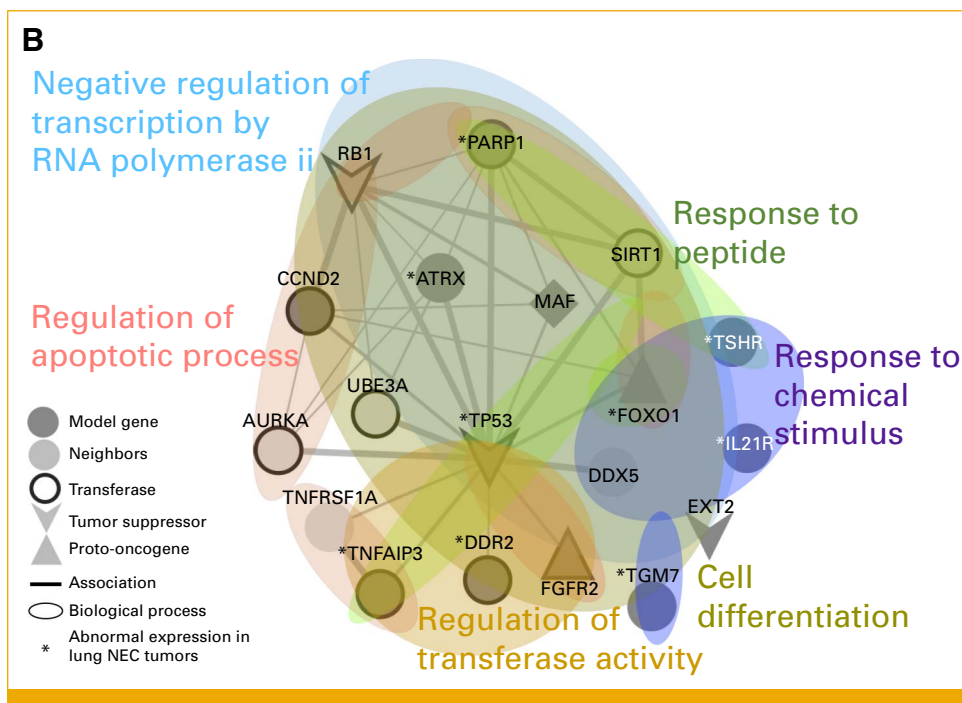 B
Negative regulation of
transcription by
RNA polymerase ii
RB1
*PARP1
Response to
peptide
SIRT1
CCND2
*ATRX
MAF
Regulation of
apoptotic process
*TSHR
Response to
chemical
stimulus
UBE3A
AURKA
*TP53
*FOXO1
*IL21R
DDX5
TNFRSF1A
EXT2
*TNFAIP3
*DDR2
FGFR2
*TGM7
Cell
differentiation
Regulation of
transferase activity
Model gene
Neighbors
Transferase
Tumor suppressor
Proto-oncogene
Association
Biological process
* Abnormal expression in
lung NEC tumors